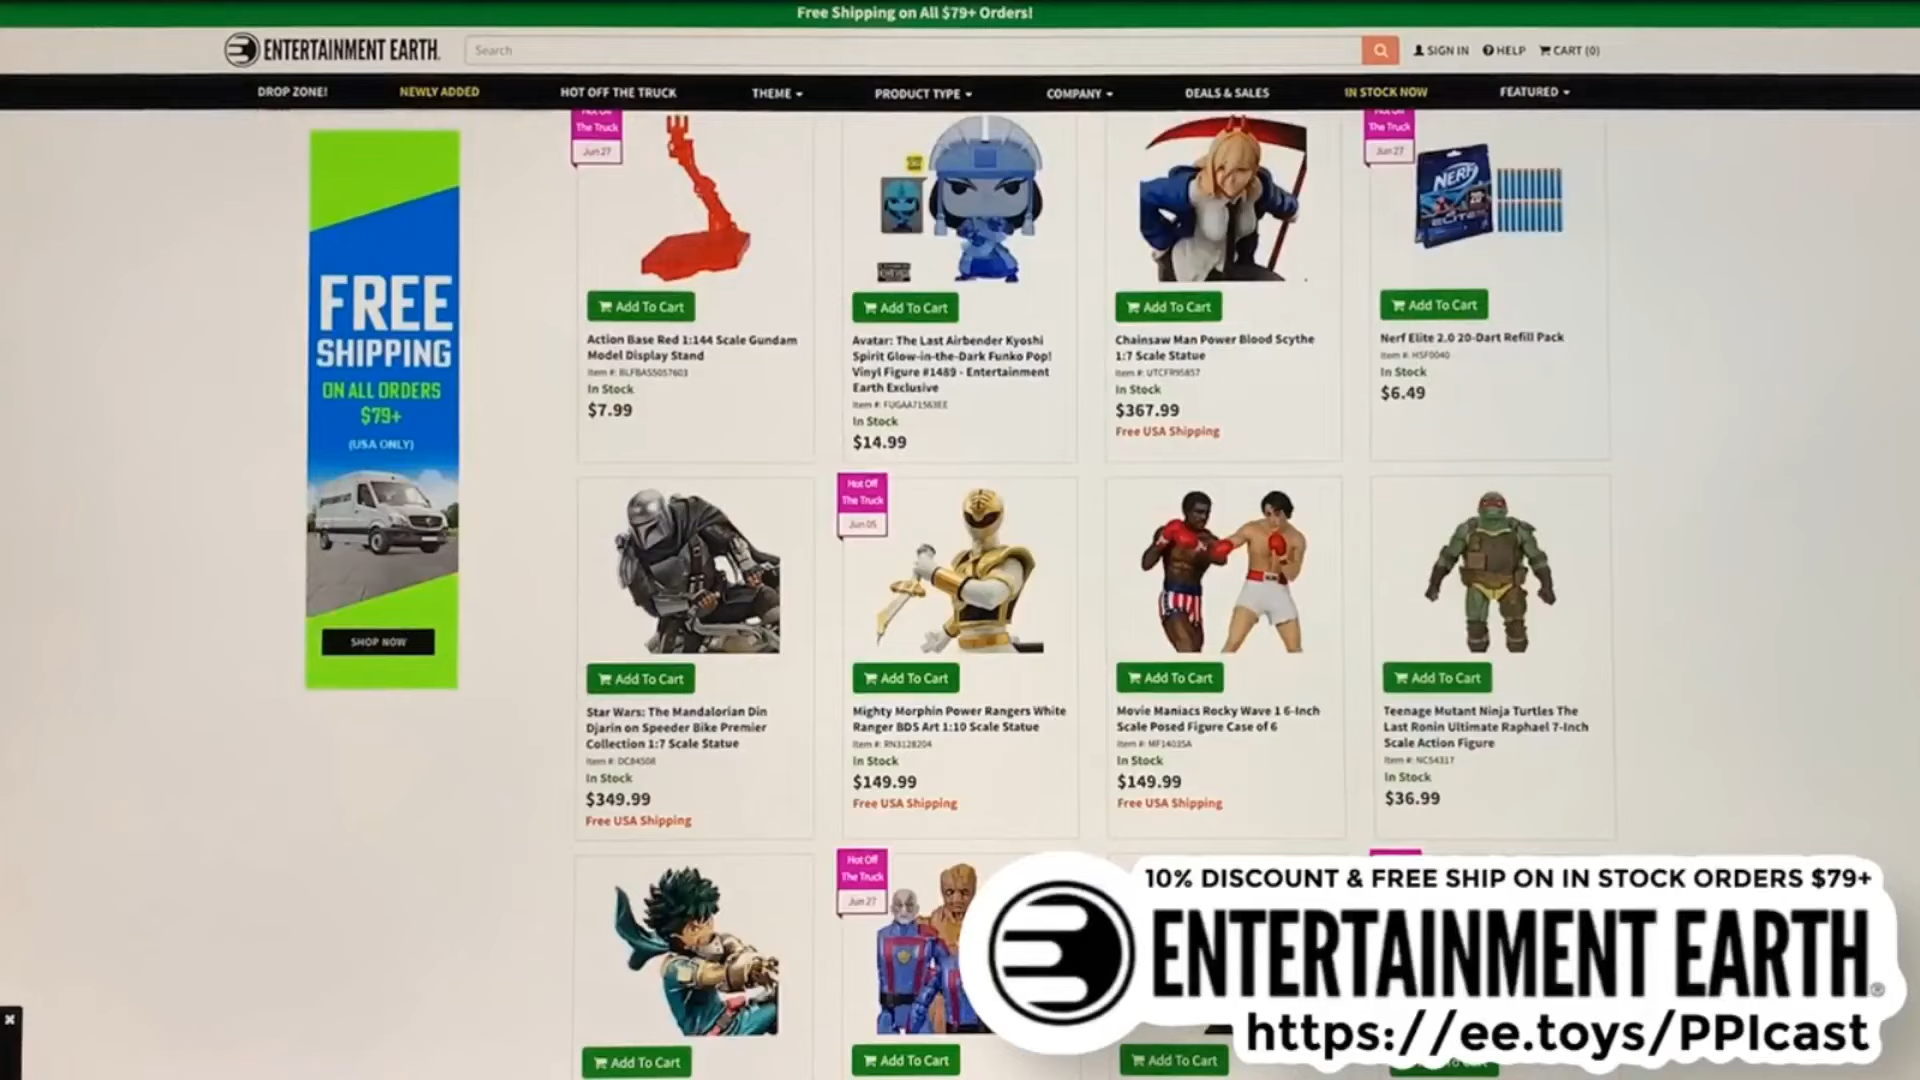 Free Shipping on All $79+ Orders!
ENTERTAINMENT EARTH
Search
SIGN IN
HELP
CART (0)
DROP ZONE!
NEWLY ADDED
HOT OFF THE TRUCK
THEME
PRODUCT TYPE
COMPANY
DEALS & SALES
IN STOCK NOW
FEATURED
FREE
SHIPPING
ON ALL ORDERS
$79+
(USA ONLY)
SHOP NOW
The Truck
Jun 27
Add To Cart
Action Base Red 1:144 Scale Gundam
Model Display Stand
Item #: BLFBAS5057603
In Stock
$7.99
Add To Cart
Avatar: The Last Airbender Kyoshi
Spirit Glow-in-the-Dark Funko Pop!
Vinyl Figure #1489 - Entertainment
Earth Exclusive
Item #: FUGAA71563EE
In Stock
$14.99
Add To Cart
Chainsaw Man Power Blood Scythe
1:7 Scale Statue
Item #: UTCFR95857
In Stock
$367.99
Free USA Shipping
The Truck
Jun 27
NERF
ELITE
20
Add To Cart
Nerf Elite 2.0 20-Dart Refill Pack
Item #: HSF0040
In Stock
$6.49
Add To Cart
Star Wars: The Mandalorian Din
Djarin on Speeder Bike Premier
Collection 1:7 Scale Statue
Item #: DC84508
In Stock
$349.99
Free USA Shipping
Hot Off
The Truck
Jun 05
Add To Cart
Mighty Morphin Power Rangers White
Ranger BDS Art 1:10 Scale Statue
Item #: RN3128204
In Stock
$149.99
Free USA Shipping
Add To Cart
Movie Maniacs Rocky Wave 1 6-Inch
Scale Posed Figure Case of 6
Item #: MF14035A
In Stock
$149.99
Free USA Shipping
Add To Cart
Teenage Mutant Ninja Turtles The
Last Ronin Ultimate Raphael 7-Inch
Scale Action Figure
Item #: NC54317
In Stock
$36.99
Add To Cart
Hot Off
The Truck
Jun 27
Add To Cart
Add To Cart
10% DISCOUNT & FREE SHIP ON IN STOCK ORDERS $79+
ENTERTAINMENT EARTH®
https://ee.toys/PPIcast